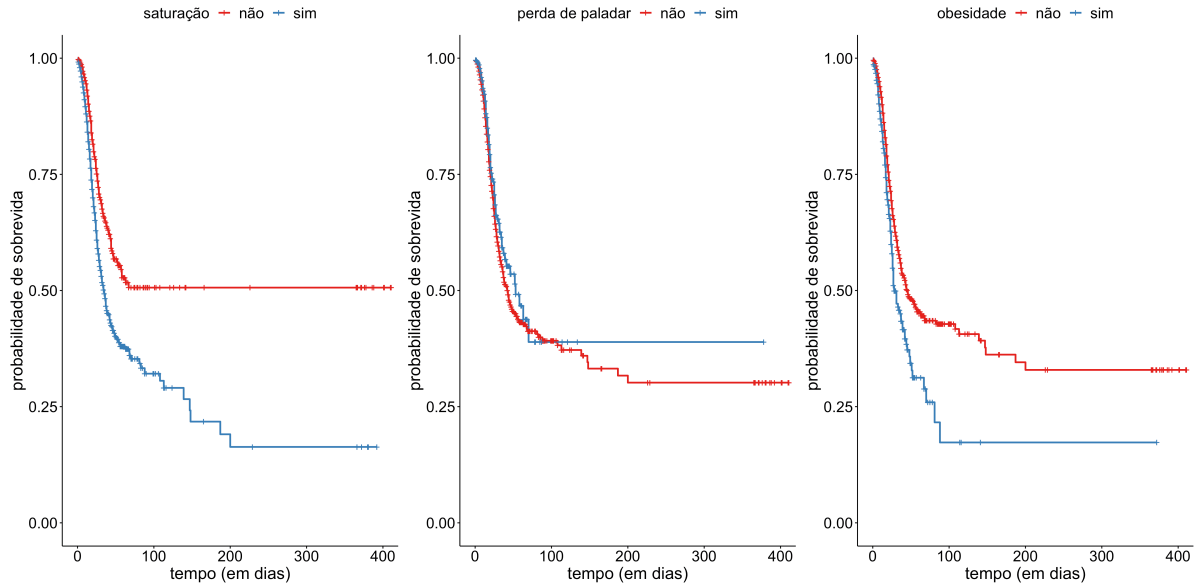 saturação não sim
probabilidade de sobrevida
1.00
0.75
0.50
0.25
0.00
0 100 200 300 400
tempo (em dias)
perda de paladar não sim
probabilidade de sobrevida
1.00
0.75
0.50
0.25
0.00
0 100 200 300 400
tempo (em dias)
obesidade não sim
probabilidade de sobrevida
1.00
0.75
0.50
0.25
0.00
0 100 200 300 400
tempo (em dias)